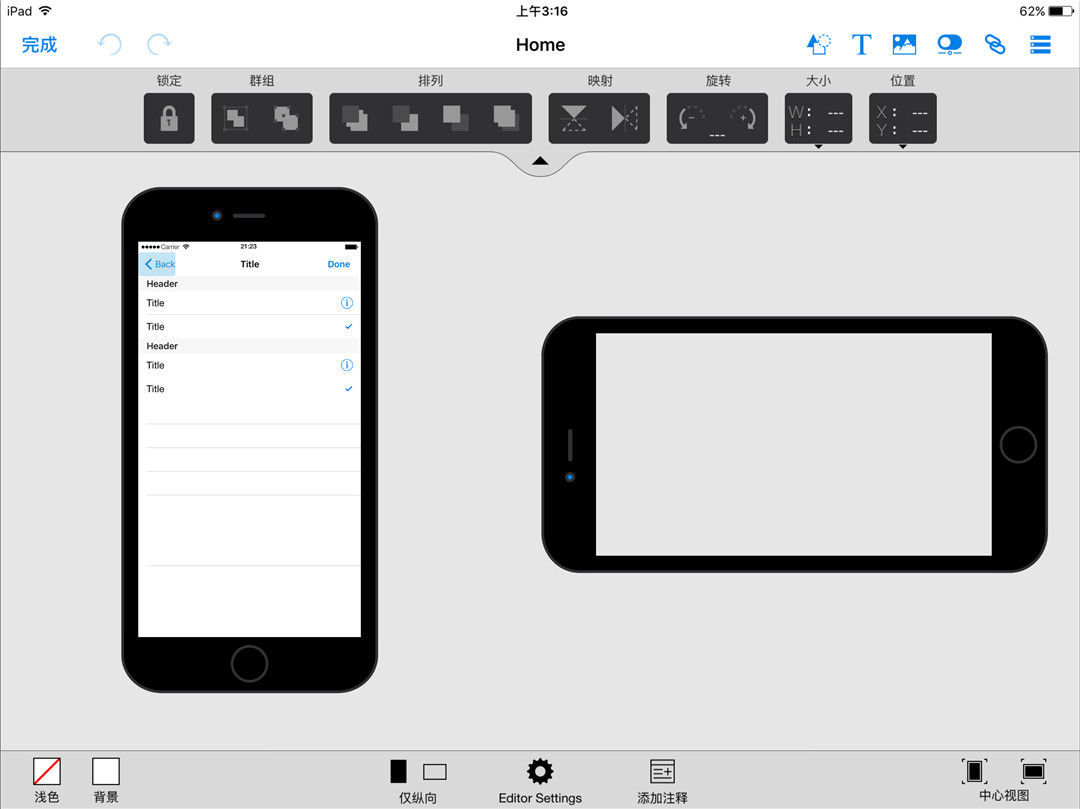 iPad 上午3:16 62%
完成 Home T
锁定 群组 排列 映射 旋转 大小 位置
W: --- X: ---
--- H: --- Y: ---
Carrier 21:23
Back Title Done
Header
Title
Title
Header
Title
Title
浅色 背景 仅纵向 Editor Settings 添加注释 中心视图